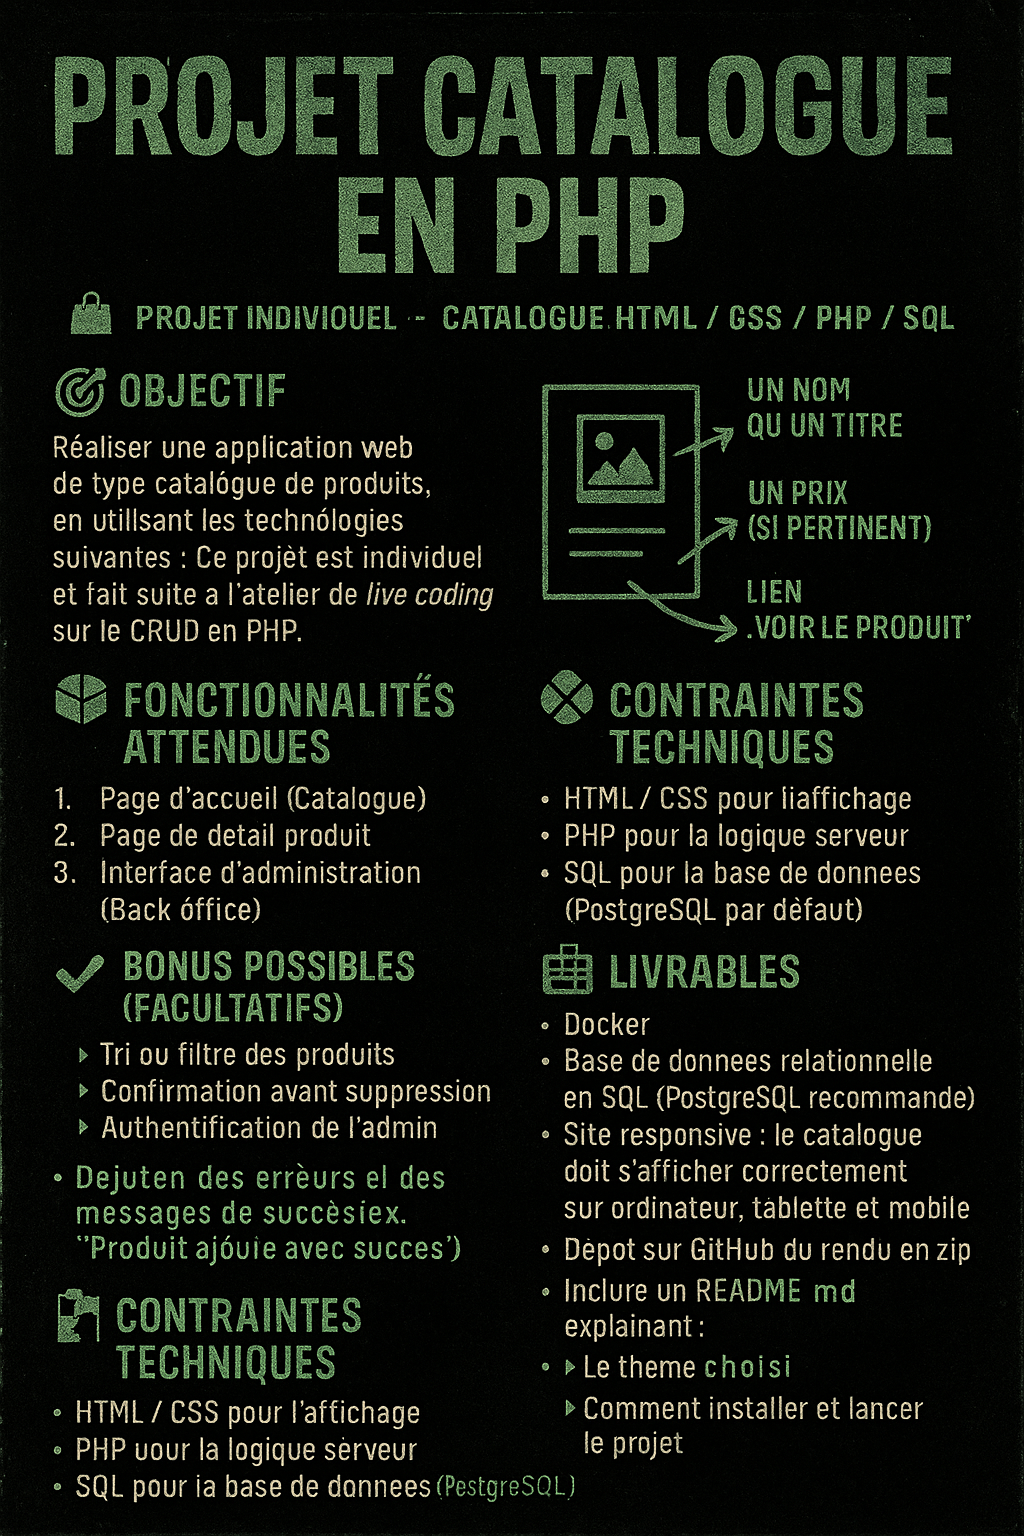 PROJET CATALOGUE
EN PHP
PROJET INDIVIOUEL -- CATALOGUE.HTML / GSS / PHP / SQL
OBJECTIF
Réaliser une application web
de type catalógue de produits,
en utillsant les technólogies
suivantes : Ce projèt est individuel
et fait suite a l'atelier de live coding
sur le CRUD en PHP.
UN NOM
QU UN TITRE
UN PRIX
(SI PERTINENT)
LIEN
.VOIR LE PRODUIT'
FONCTIONNALITÉS
ATTENDUES
1. Page d'accueil (Catalogue)
2. Page de detail produit
3. Interface d'administration
(Back óffice)
CONTRAINTES
TECHNIQUES
• HTML / CSS pour liaffichage
• PHP pour la logique serveur
• SQL pour la base de donnees
(PostgreSQL par dèfaut)
BONUS POSSIBLES
(FACULTATIFS)
▸ Tri ou filtre des produits
▸ Confirmation avant suppression
▸ Authentification de l'admin
• Dejuten des errèurs el des
messages de succèsiex.
"Produit ajóuie avec succes')
LIVRABLES
• Docker
• Base de donnees relationnelle
en SQL (PostgreSQL recommande)
• Site responsive : le catalogue
doit s'afficher correctement
sur ordinateur, tablette et mobile
• Dépot sur GitHub du rendu en zip
• Inclure un README md
explainant :
• ▸ Le theme choisi
▸ Comment installer et lancer
le projet
CONTRAINTES
TECHNIQUES
• HTML / CSS pour l'affichage
• PHP uour la logique sèrveur
• SQL pour ia base de donnees (PestgreSQL)